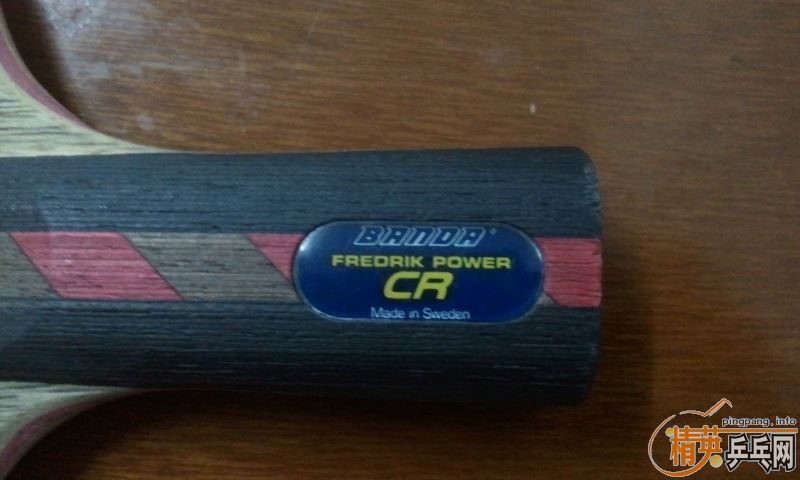 BANDA®
FREDRIK POWER
CR
Made in Sweden
pingpang.info
精英乒乓网